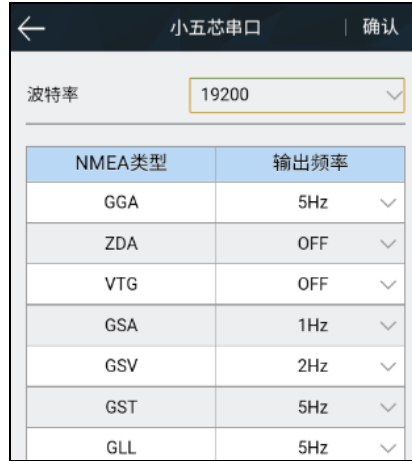 小五芯串口 | 确认
波特率 19200
NMEA类型 输出频率
GGA 5Hz
ZDA OFF
VTG OFF
GSA 1Hz
GSV 2Hz
GST 5Hz
GLL 5Hz